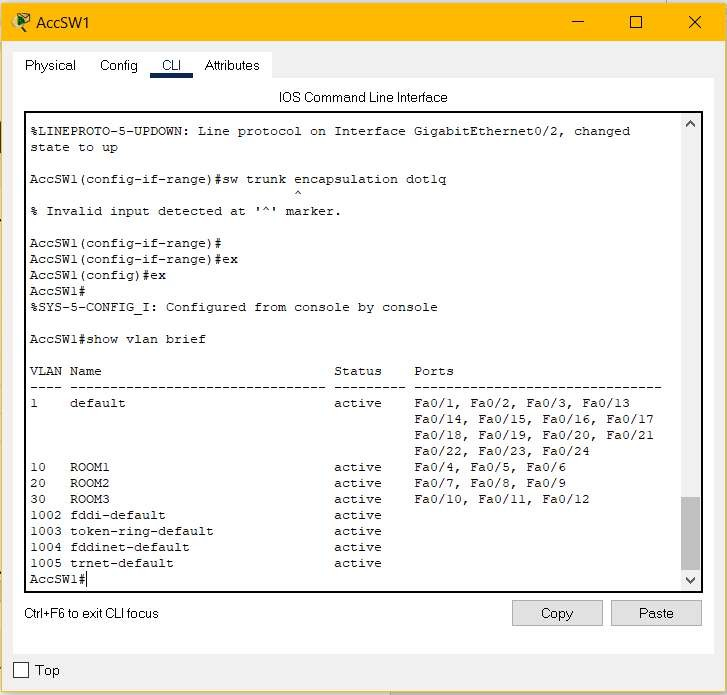 AccSW1
Physical Config CLI Attributes
IOS Command Line Interface
%LINEPROTO-5-UPDOWN: Line protocol on Interface GigabitEthernet0/2, changed
state to up
AccSW1(config-if-range)#sw trunk encapsulation dot1q
^
% Invalid input detected at '^' marker.
AccSW1(config-if-range)#
AccSW1(config-if-range)#ex
AccSW1(config)#ex
AccSW1#
%SYS-5-CONFIG_I: Configured from console by console
AccSW1#show vlan brief
VLAN Name Status Ports
---- -------------------------------- --------- -------------------------------
1 default active Fa0/1, Fa0/2, Fa0/3, Fa0/13
Fa0/14, Fa0/15, Fa0/16, Fa0/17
Fa0/18, Fa0/19, Fa0/20, Fa0/21
Fa0/22, Fa0/23, Fa0/24
10 ROOM1 active Fa0/4, Fa0/5, Fa0/6
20 ROOM2 active Fa0/7, Fa0/8, Fa0/9
30 ROOM3 active Fa0/10, Fa0/11, Fa0/12
1002 fddi-default active
1003 token-ring-default active
1004 fddinet-default active
1005 trnet-default active
AccSW1#
Ctrl+F6 to exit CLI focus Copy Paste
Top